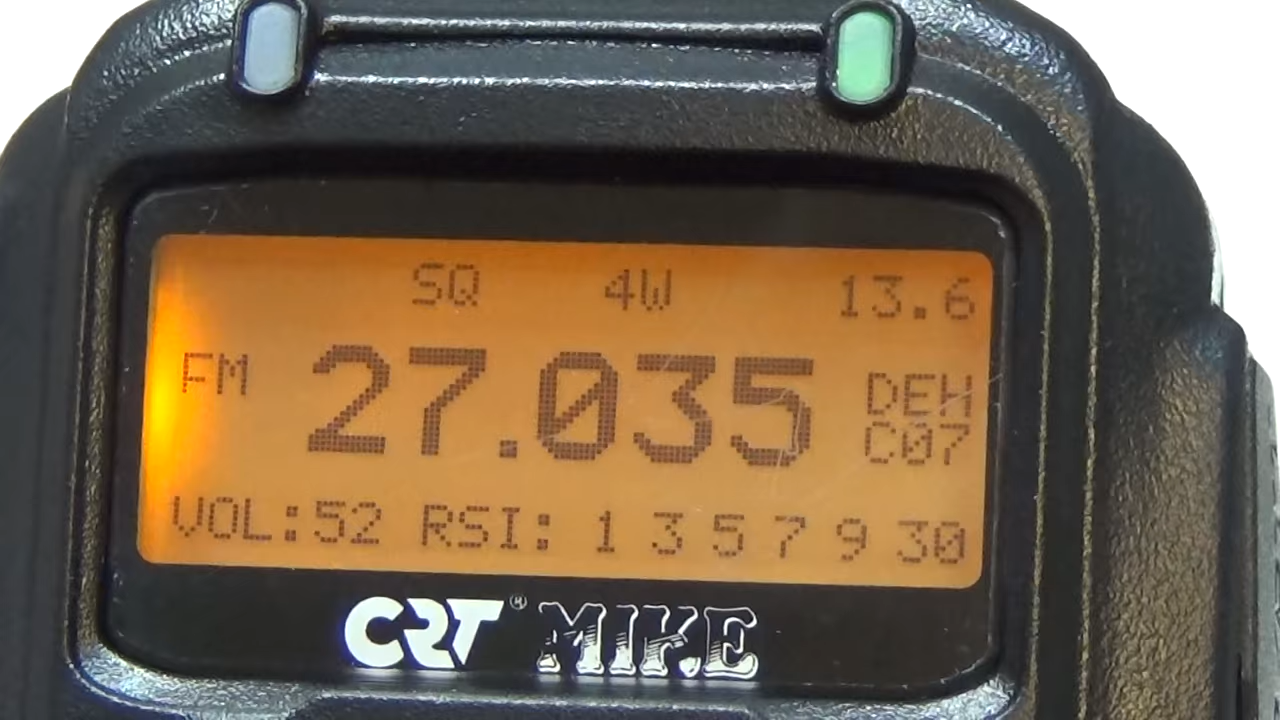 SQ 4W 13.6
FM 27.035 DEH
C07
VOL:52 RSI: 1 3 5 7 9 30
CRT® MIKE